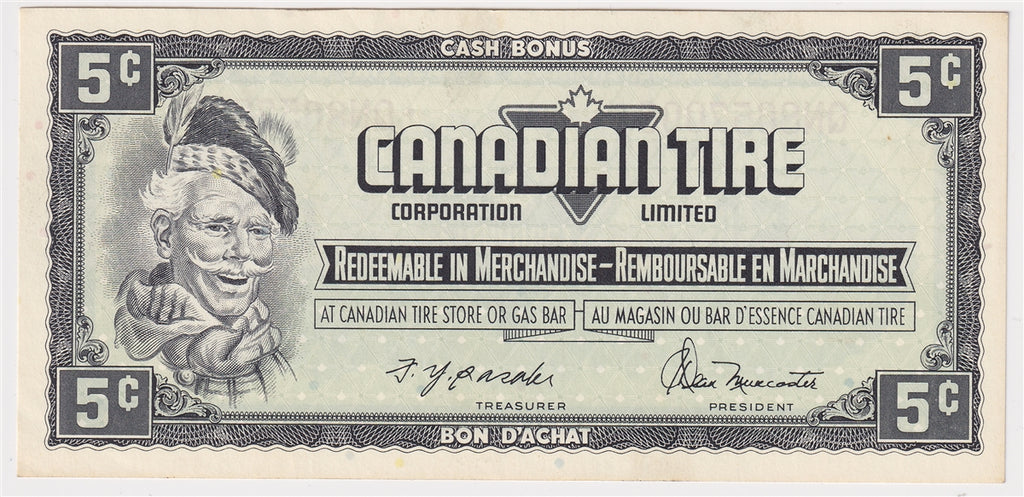 CASH BONUS
5¢ 5¢
CANADIAN TIRE
CORPORATION LIMITED
REDEEMABLE IN MERCHANDISE–REMBOURSABLE EN MARCHANDISE
AT CANADIAN TIRE STORE OR GAS BAR – AU MAGASIN OU BAR D'ESSENCE CANADIAN TIRE
TREASURER PRESIDENT
5¢ 5¢
BON D'ACHAT